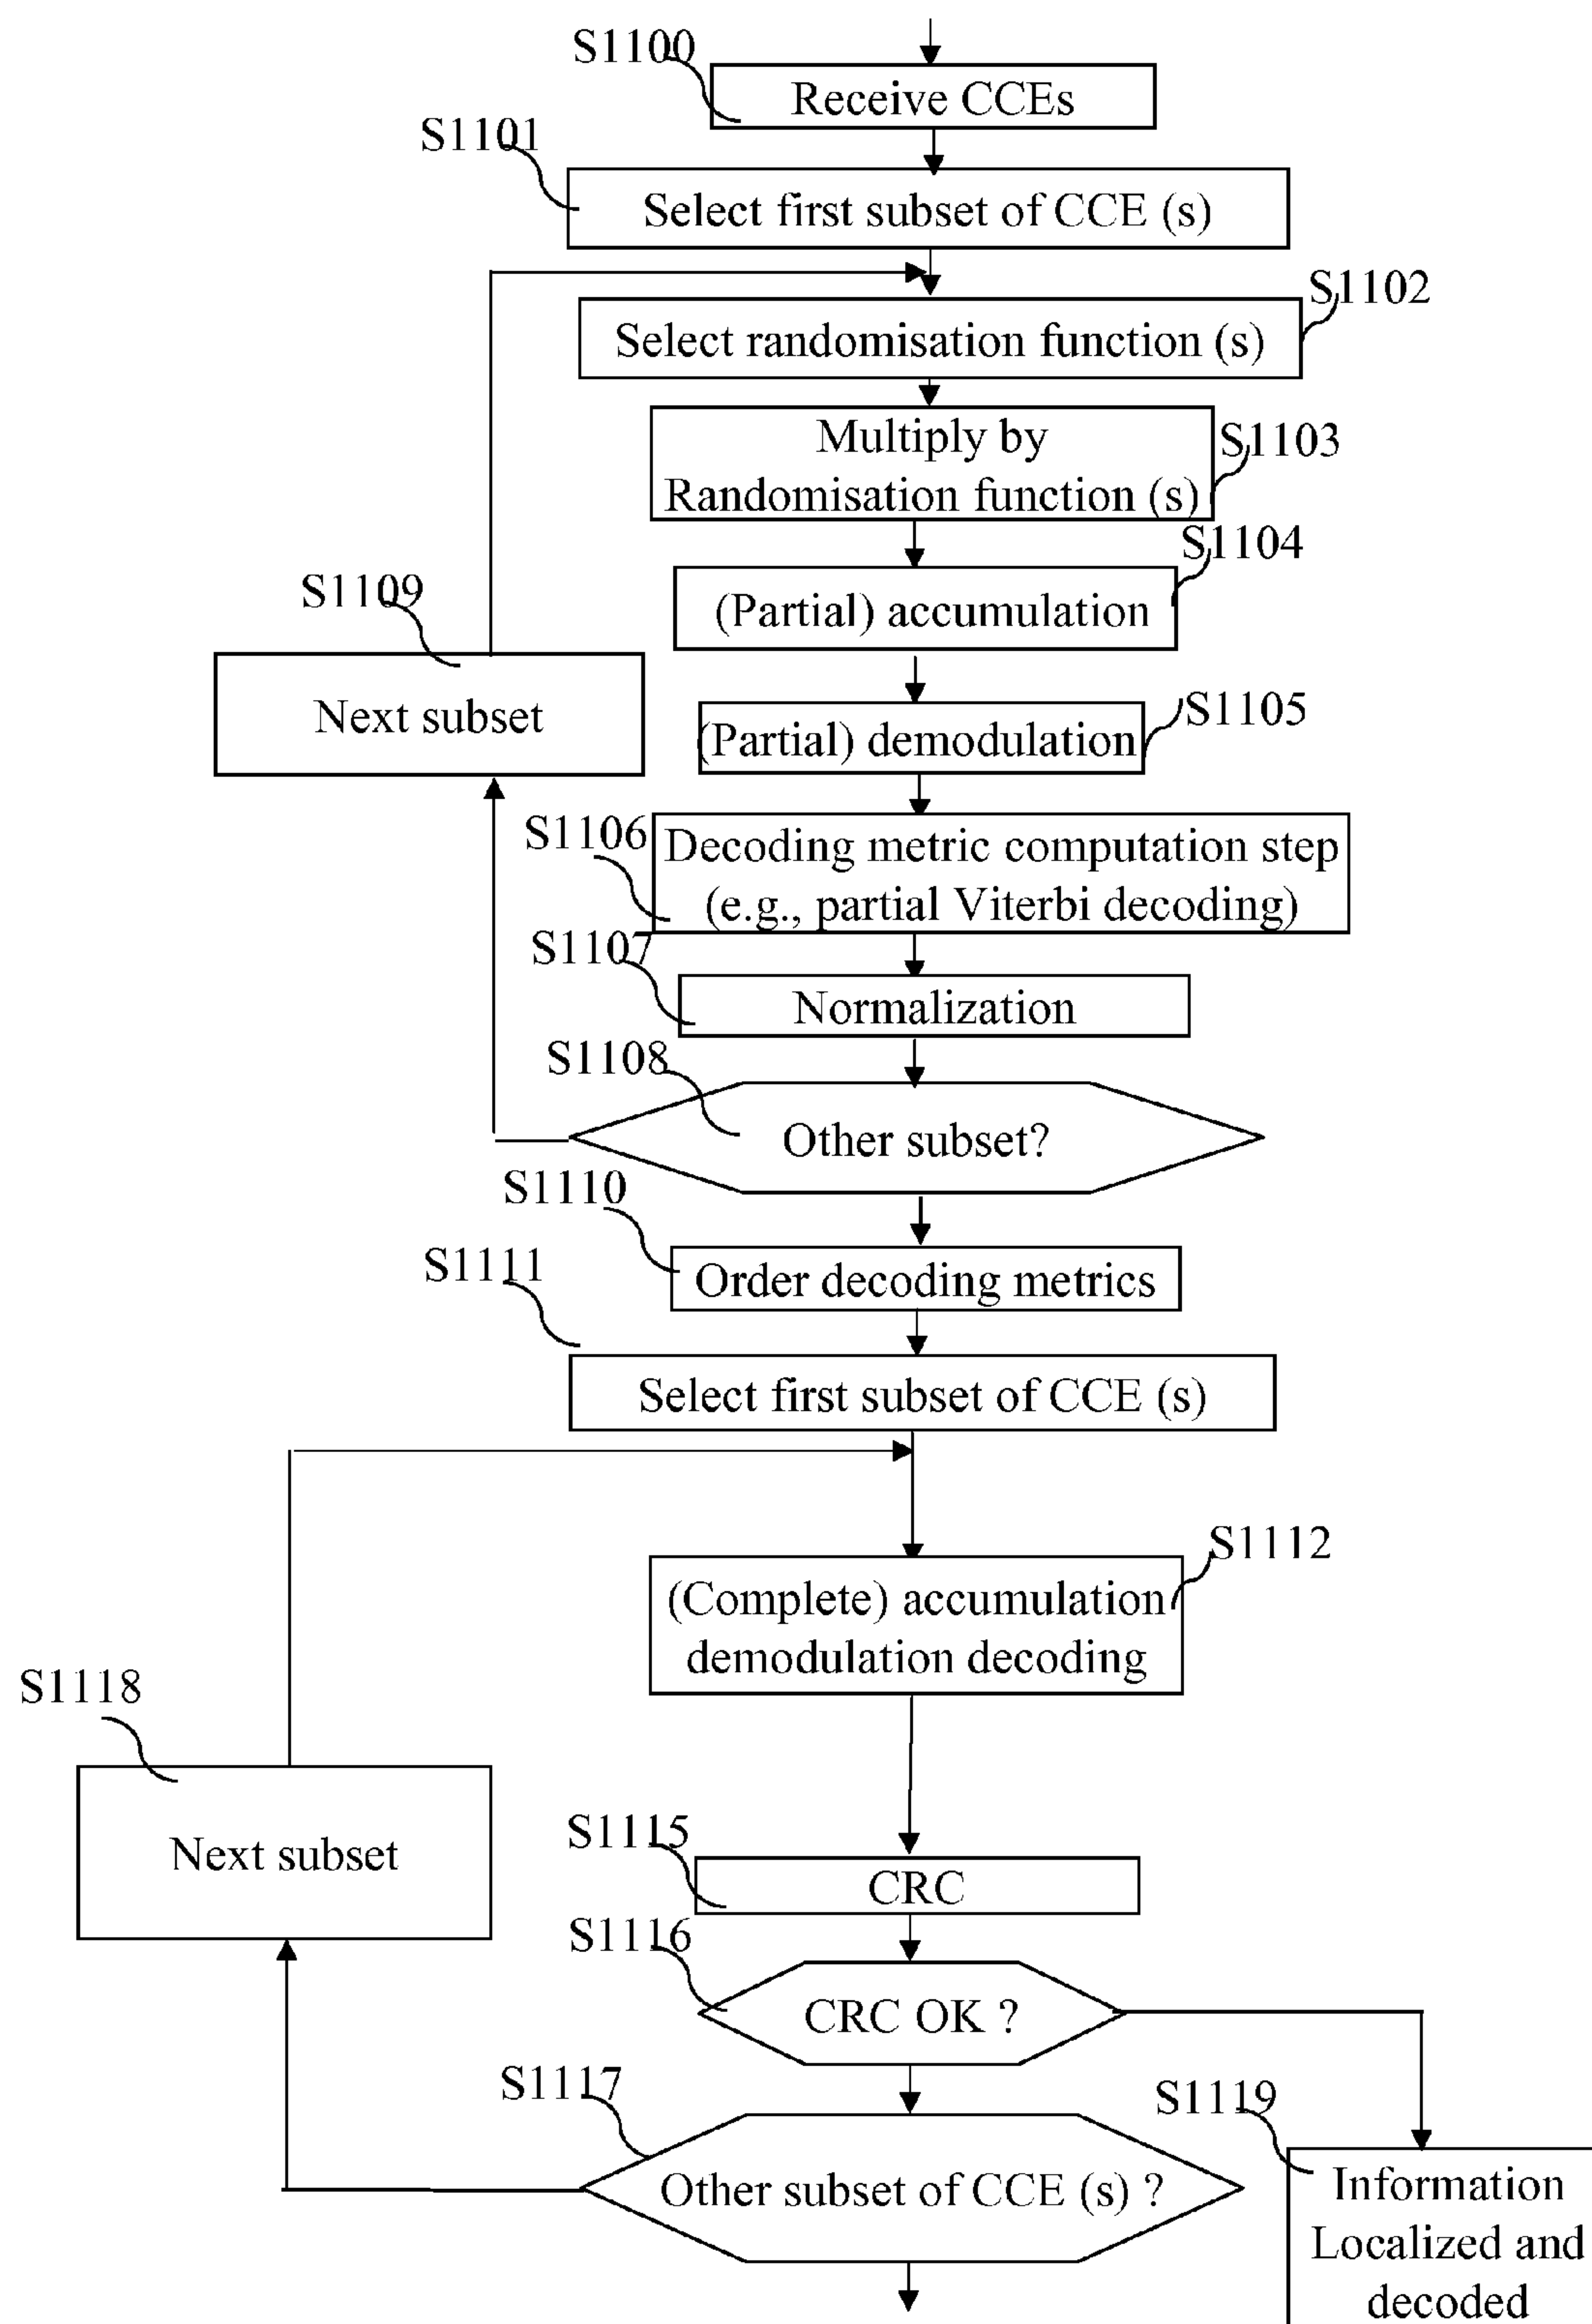 S1100
Receive CCEs
S1101
Select first subset of CCE (s)
S1102
Select randomisation function (s)
Multiply by
Randomisation function (s)
S1103
S1104
(Partial) accumulation
S1109
Next subset
S1105
(Partial) demodulation
S1106
Decoding metric computation step
(e.g., partial Viterbi decoding)
S1107
Normalization
S1108
Other subset?
S1110
Order decoding metrics
S1111
Select first subset of CCE (s)
S1112
(Complete) accumulation
demodulation decoding
S1118
Next subset
S1115
CRC
S1116
CRC OK ?
S1117
Other subset of CCE (s) ?
S1119
Information
Localized and
decoded